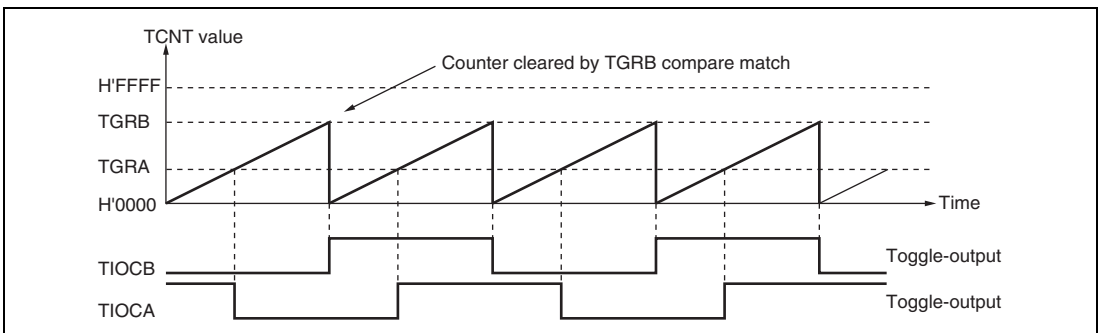 TCNT value
Counter cleared by TGRB compare match
H'FFFF
TGRB
TGRA
H'0000
Time
TIOCB
Toggle-output
TIOCA
Toggle-output